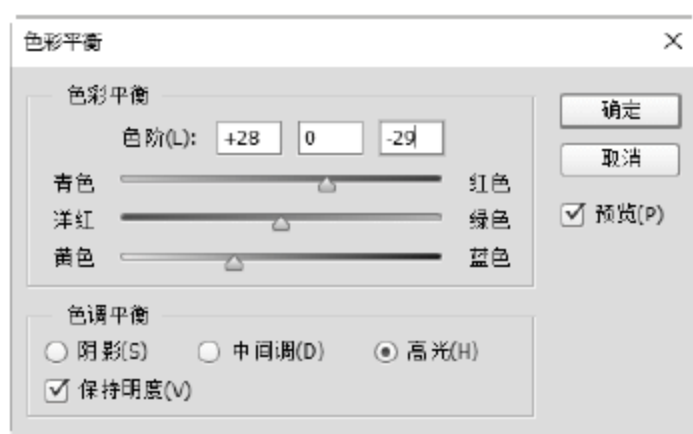 色彩平衡
色彩平衡
确定
色阶(L): +28 0 -29
取消
青色 红色
洋红 绿色
预览(P)
黄色 蓝色
色调平衡
阴影(S) 中间调(D) 高光(H)
保持明度(V)